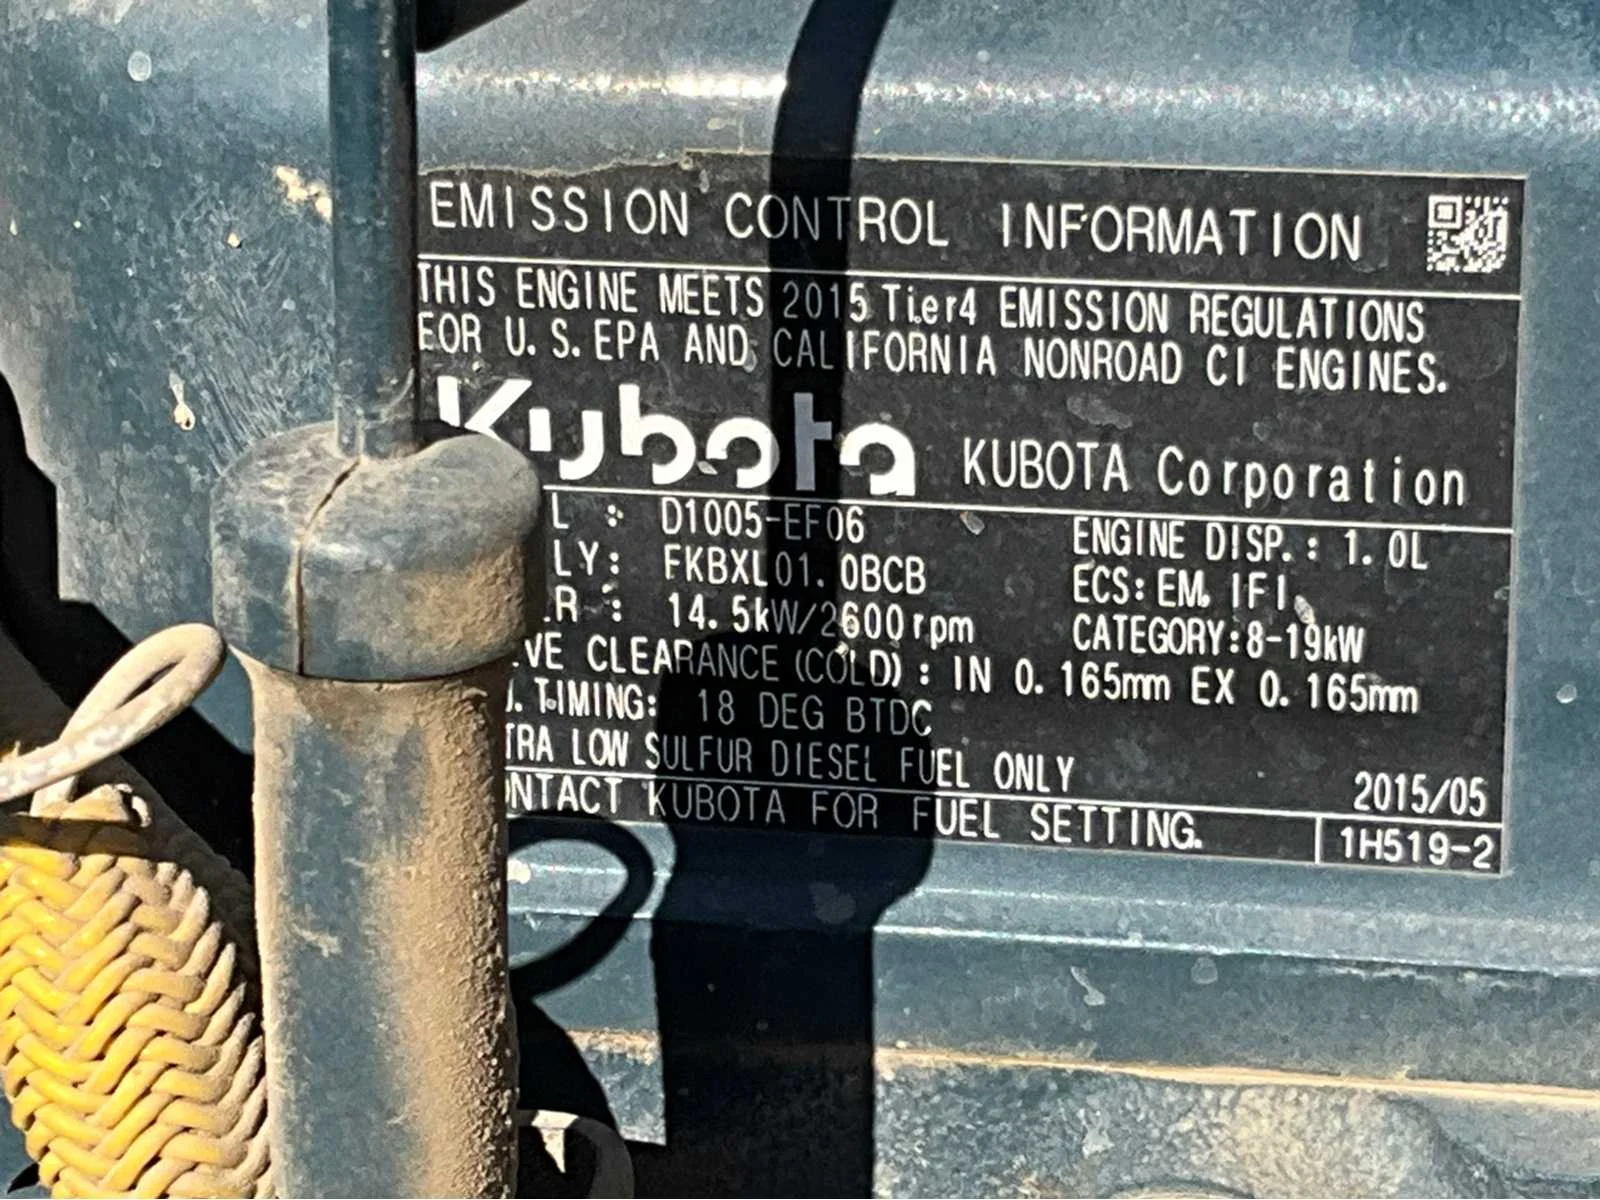 EMISSION CONTROL INFORMATION
THIS ENGINE MEETS 2015 Tier4 EMISSION REGULATIONS
FOR U.S.EPA AND CALIFORNIA NONROAD CI ENGINES.
Kubota KUBOTA Corporation
L : D1005-EF06 ENGINE DISP.: 1.0L
LY: FKBXL01.0BCB ECS:EM, IFI
R : 14.5kW/2600rpm CATEGORY:8-19kW
VE CLEARANCE (COLD): IN 0.165mm EX 0.165mm
J. TIMING: 18 DEG BTDC
TRA LOW SULFUR DIESEL FUEL ONLY 2015/05
ONTACT KUBOTA FOR FUEL SETTING. 1H519-2